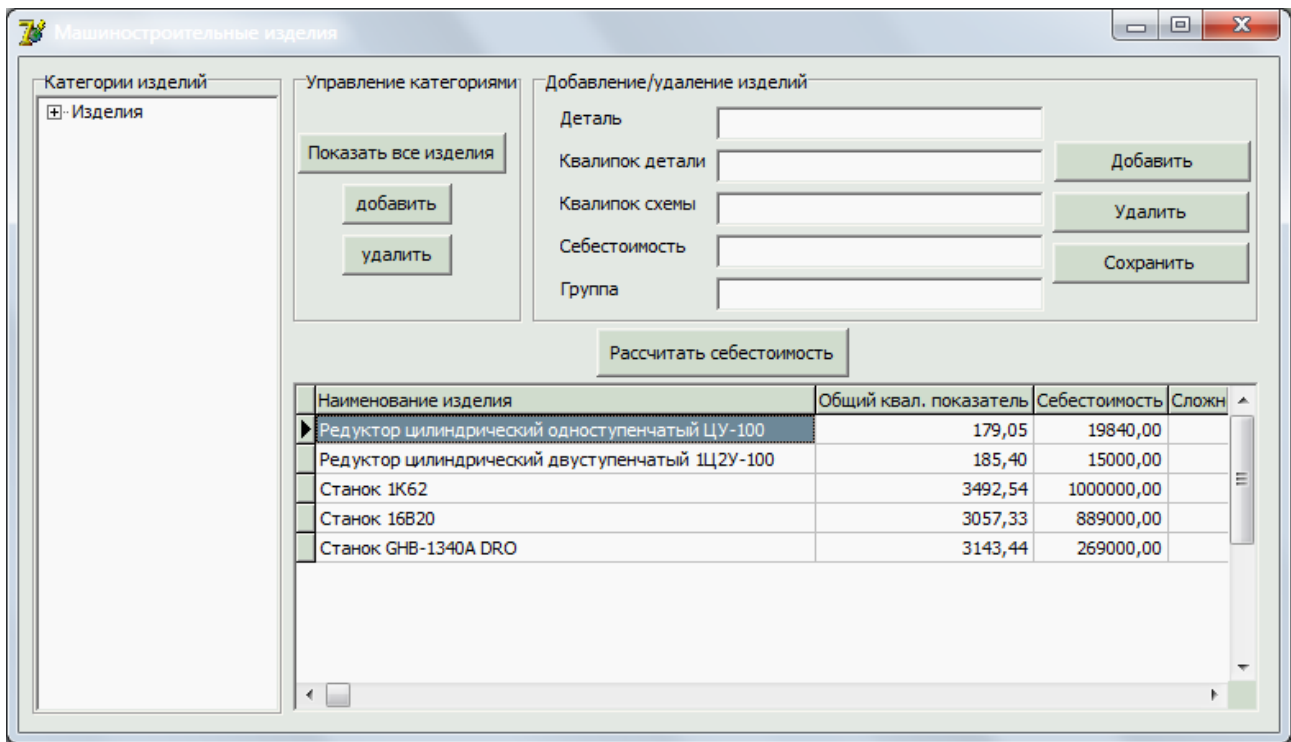 Машиностроительные изделия
Категории изделий
Изделия
Управление категориями
Показать все изделия
добавить
удалить
Добавление/удаление изделий
Деталь
Квалипок детали
Квалипок схемы
Себестоимость
Группа
Добавить
Удалить
Сохранить
Рассчитать себестоимость
Наименование изделия Общий квал. показатель Себестоимость Сложн
Редуктор цилиндрический одноступенчатый ЦУ-100 179,05 19840,00
Редуктор цилиндрический двуступенчатый 1Ц2У-100 185,40 15000,00
Станок 1К62 3492,54 1000000,00
Станок 16В20 3057,33 889000,00
Станок GHB-1340A DRO 3143,44 269000,00